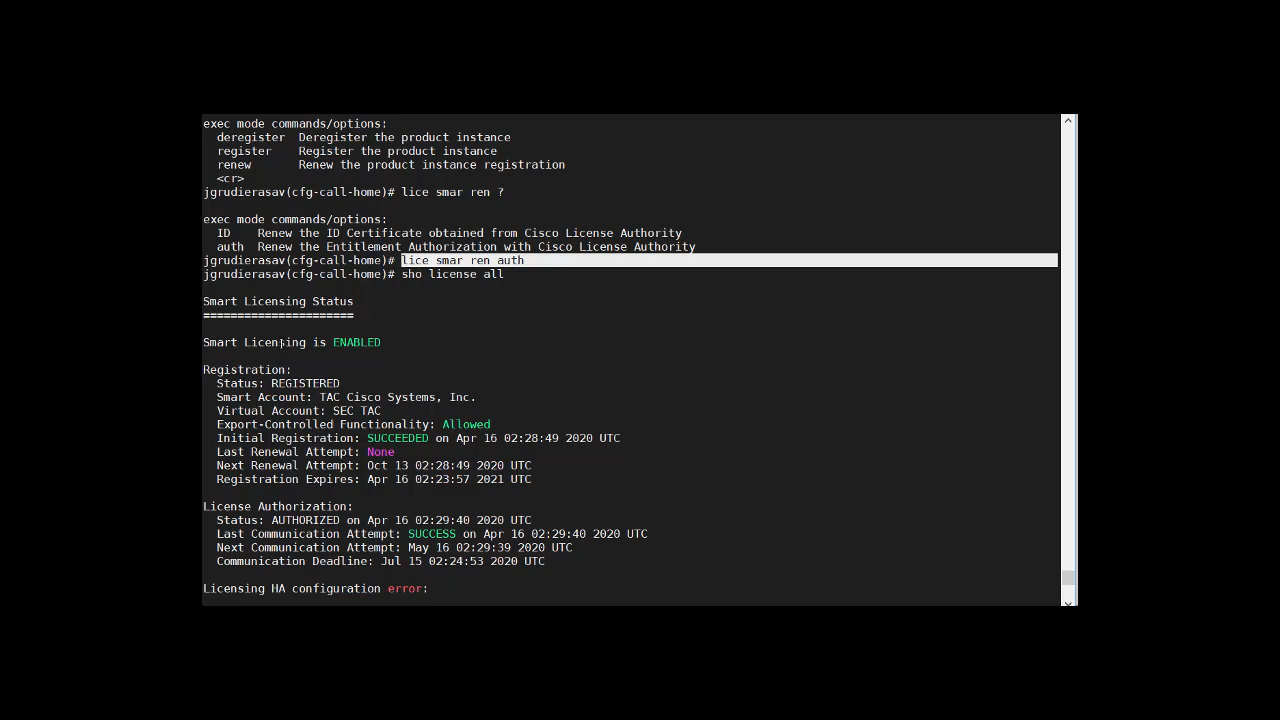 exec mode commands/options:
  deregister  Deregister the product instance
  register    Register the product instance
  renew       Renew the product instance registration
  <cr>
jgrudierasav(cfg-call-home)# lice smar ren ?
exec mode commands/options:
  ID    Renew the ID Certificate obtained from Cisco License Authority
  auth  Renew the Entitlement Authorization with Cisco License Authority
jgrudierasav(cfg-call-home)# lice smar ren auth
jgrudierasav(cfg-call-home)# sho license all
Smart Licensing Status
======================
Smart Licensing is ENABLED
Registration:
  Status: REGISTERED
  Smart Account: TAC Cisco Systems, Inc.
  Virtual Account: SEC TAC
  Export-Controlled Functionality: Allowed
  Initial Registration: SUCCEEDED on Apr 16 02:28:49 2020 UTC
  Last Renewal Attempt: None
  Next Renewal Attempt: Oct 13 02:28:49 2020 UTC
  Registration Expires: Apr 16 02:23:57 2021 UTC
License Authorization:
  Status: AUTHORIZED on Apr 16 02:29:40 2020 UTC
  Last Communication Attempt: SUCCESS on Apr 16 02:29:40 2020 UTC
  Next Communication Attempt: May 16 02:29:39 2020 UTC
  Communication Deadline: Jul 15 02:24:53 2020 UTC
Licensing HA configuration error: